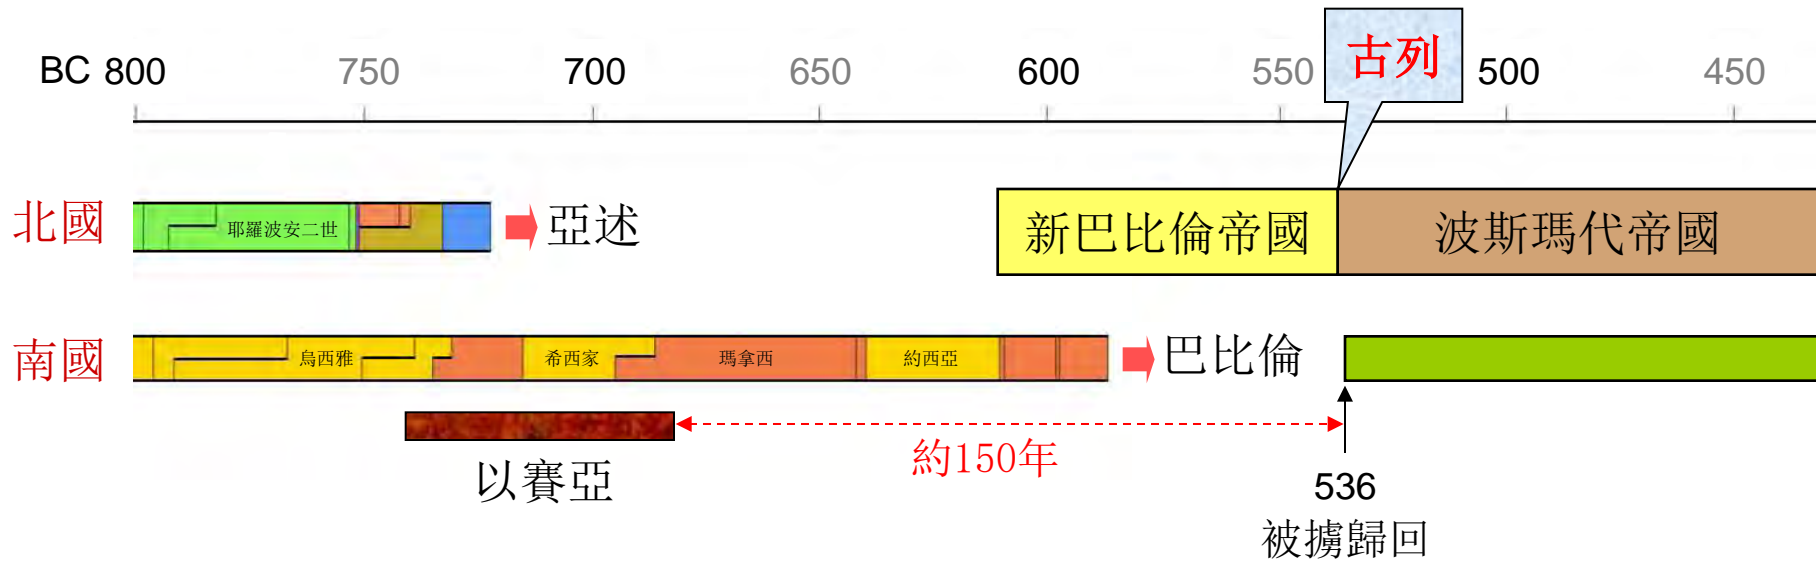 古列
BC 800 750 700 650 600 550 500 450
北國 耶羅波安二世 亞述 新巴比倫帝國 波斯瑪代帝國
南國 烏西雅 希西家 瑪拿西 約西亞 巴比倫
約150年
以賽亞
536
被擄歸回